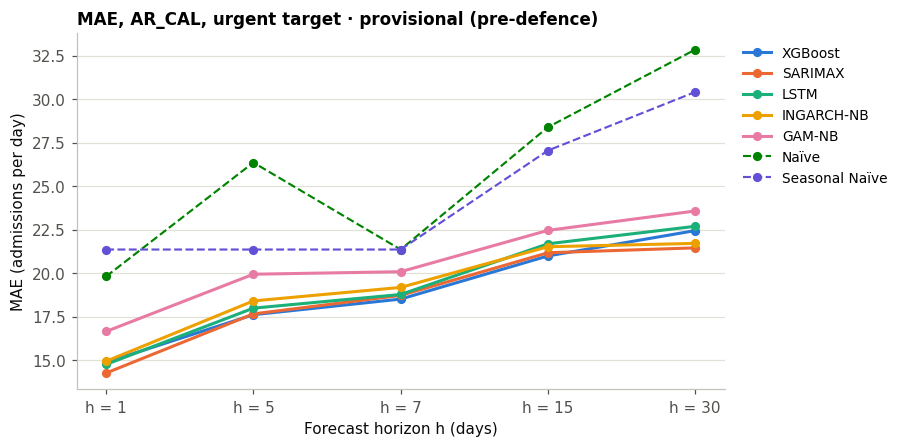 MAE, AR_CAL, urgent target · provisional (pre-defence)
MAE (admissions per day)
32.5
30.0
27.5
25.0
22.5
20.0
17.5
15.0
h = 1
h = 5
h = 7
h = 15
h = 30
Forecast horizon h (days)
XGBoost
SARIMAX
LSTM
INGARCH-NB
GAM-NB
Naïve
Seasonal Naïve